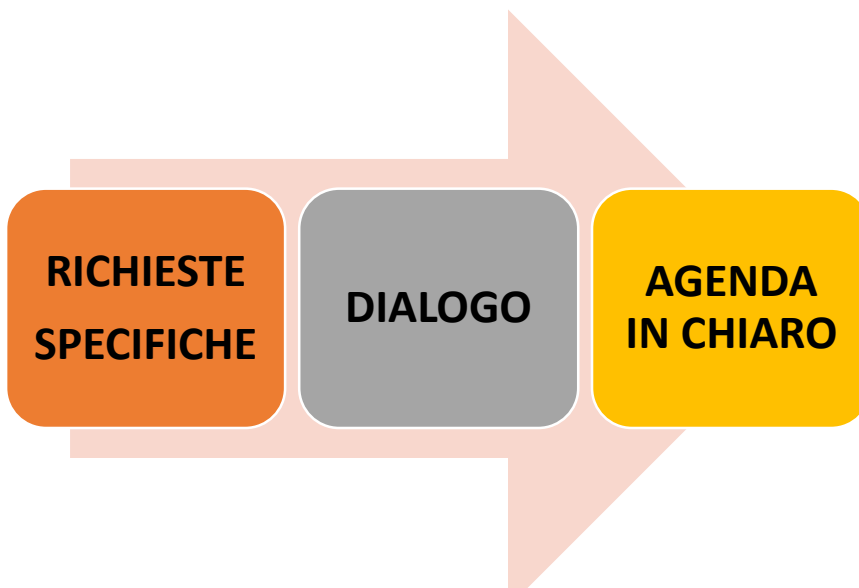 RICHIESTE
SPECIFICHE
DIALOGO
AGENDA
IN CHIARO